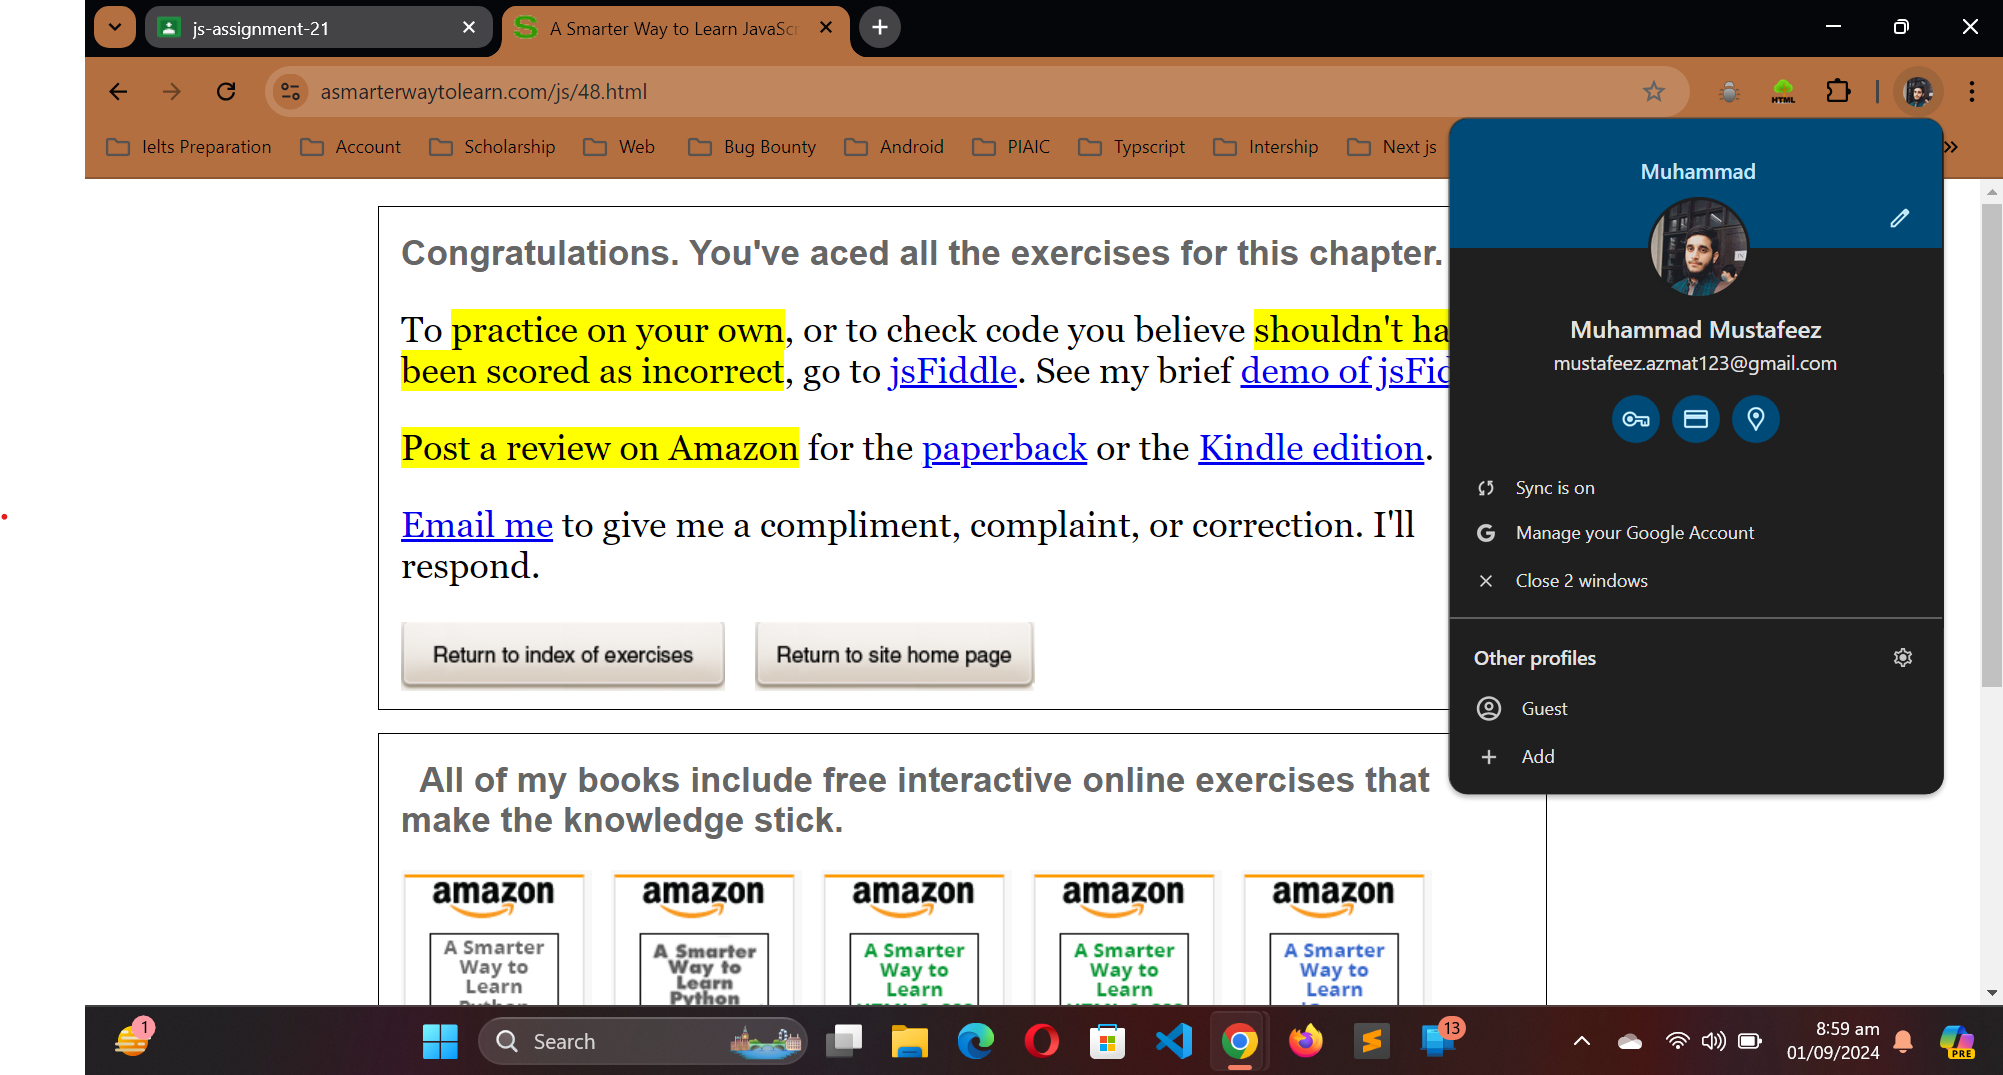 js-assignment-21
A Smarter Way to Learn JavaScr
asmarterwaytolearn.com/js/48.html
HTML
Ielts Preparation
Account
Scholarship
Web
Bug Bounty
Android
PIAIC
Typscript
Intership
Next js
Congratulations. You've aced all the exercises for this chapter.
To practice on your own, or to check code you believe shouldn't ha
been scored as incorrect, go to jsFiddle. See my brief demo of jsFid
Post a review on Amazon for the paperback or the Kindle edition.
Email me to give me a compliment, complaint, or correction. I'll
respond.
Return to index of exercises
Return to site home page
All of my books include free interactive online exercises that
make the knowledge stick.
amazon
A Smarter
Way to
Learn
Python
amazon
A Smarter
Way to
Learn
Python
amazon
A Smarter
Way to
Learn
amazon
A Smarter
Way to
Learn
amazon
A Smarter
Way to
Learn
Muhammad
Muhammad Mustafeez
mustafeez.azmat123@gmail.com
Sync is on
Manage your Google Account
Close 2 windows
Other profiles
Guest
Add
1
Search
13
8:59 am
01/09/2024
PRE